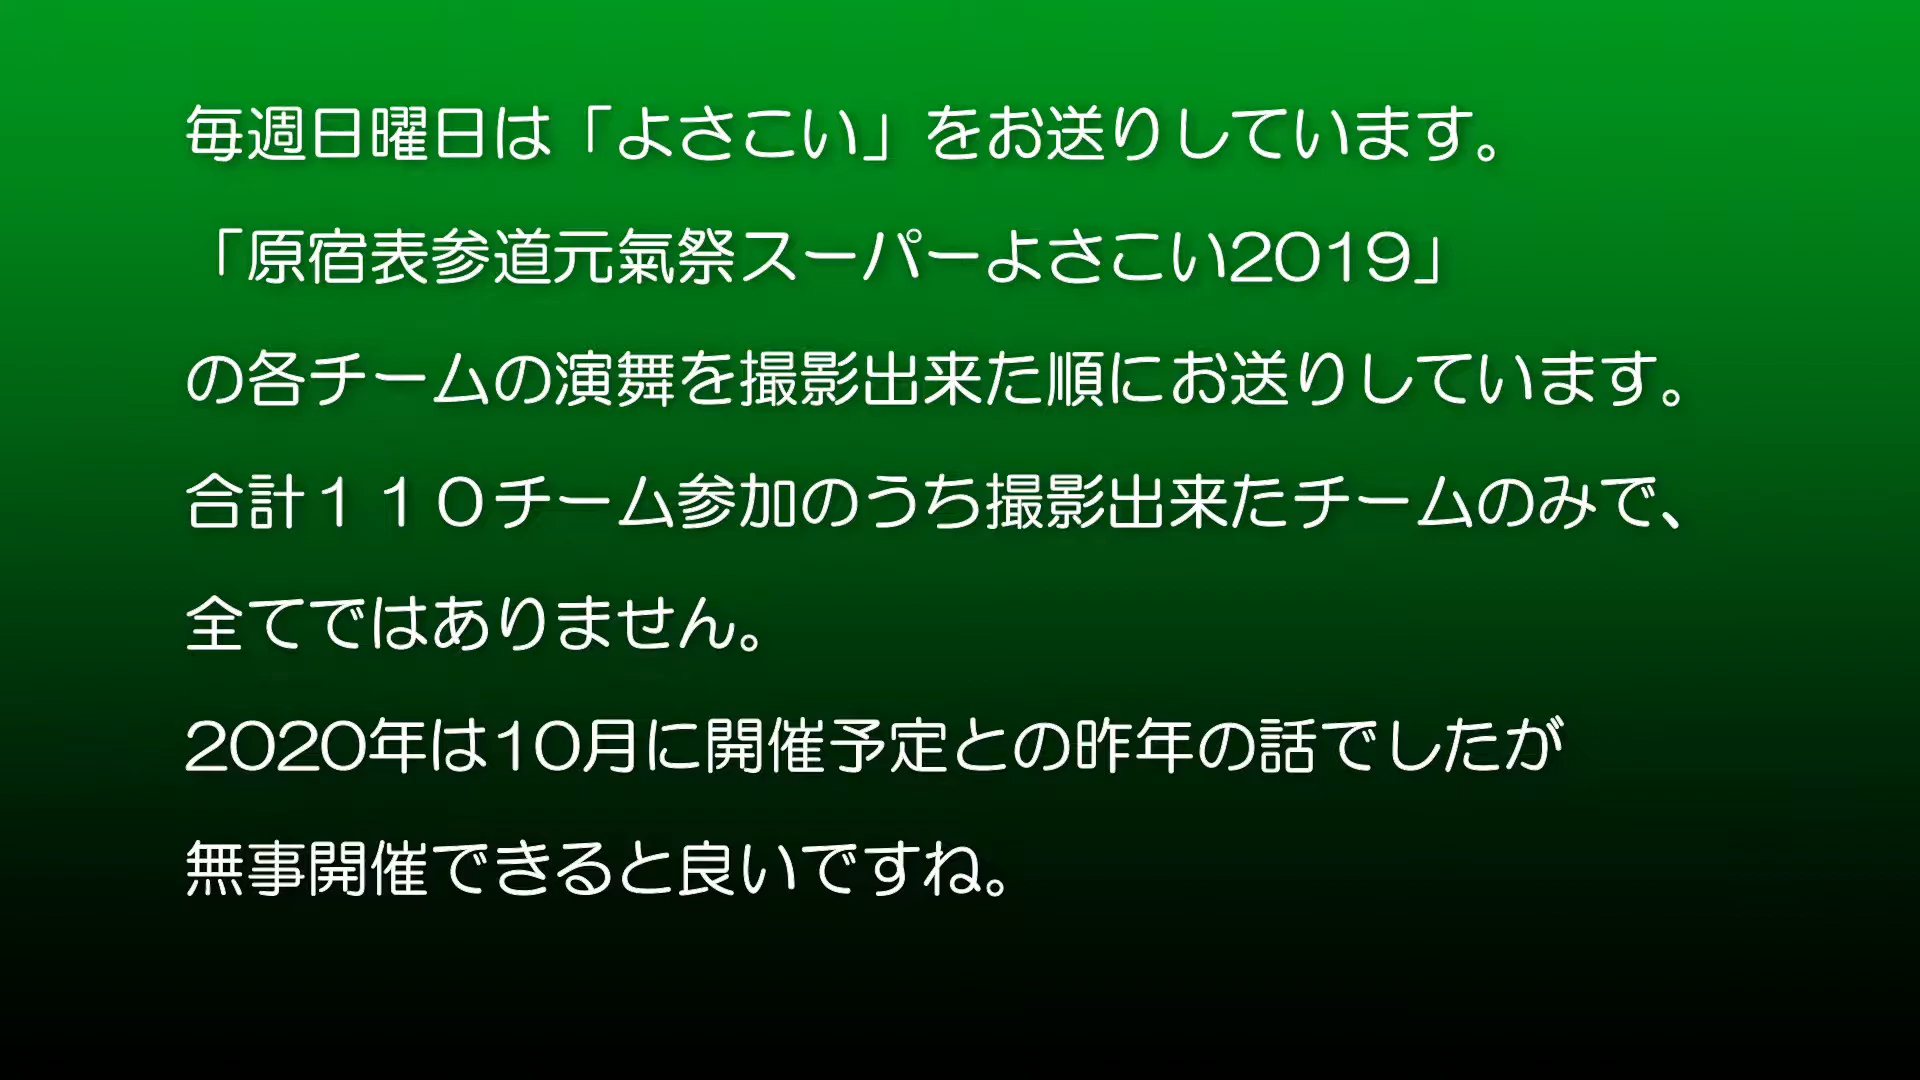 毎週日曜日は「よさこい」をお送りしています。
「原宿表参道元氣祭スーパーよさこい2019」
の各チームの演舞を撮影出来た順にお送りしています。
合計１１０チーム参加のうち撮影出来たチームのみで、
全てではありません。
2020年は10月に開催予定との昨年の話でしたが
無事開催できると良いですね。